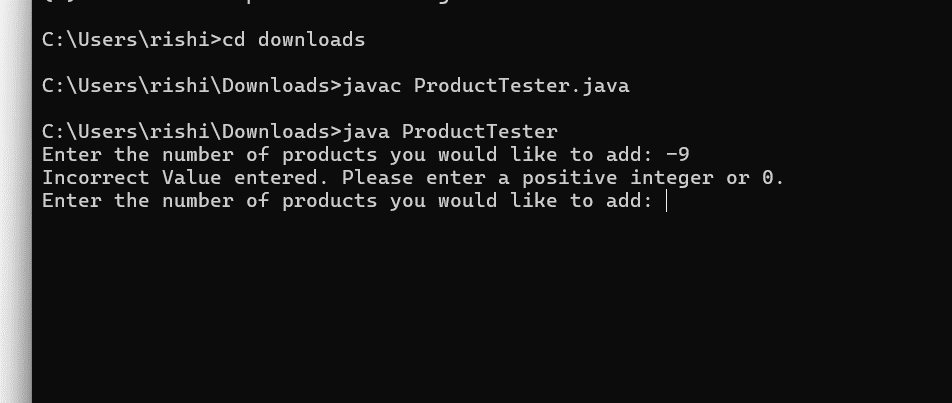 C:\Users\rishi>cd downloads
C:\Users\rishi\Downloads>javac ProductTester.java
C:\Users\rishi\Downloads>java ProductTester
Enter the number of products you would like to add: -9
Incorrect Value entered. Please enter a positive integer or 0.
Enter the number of products you would like to add: